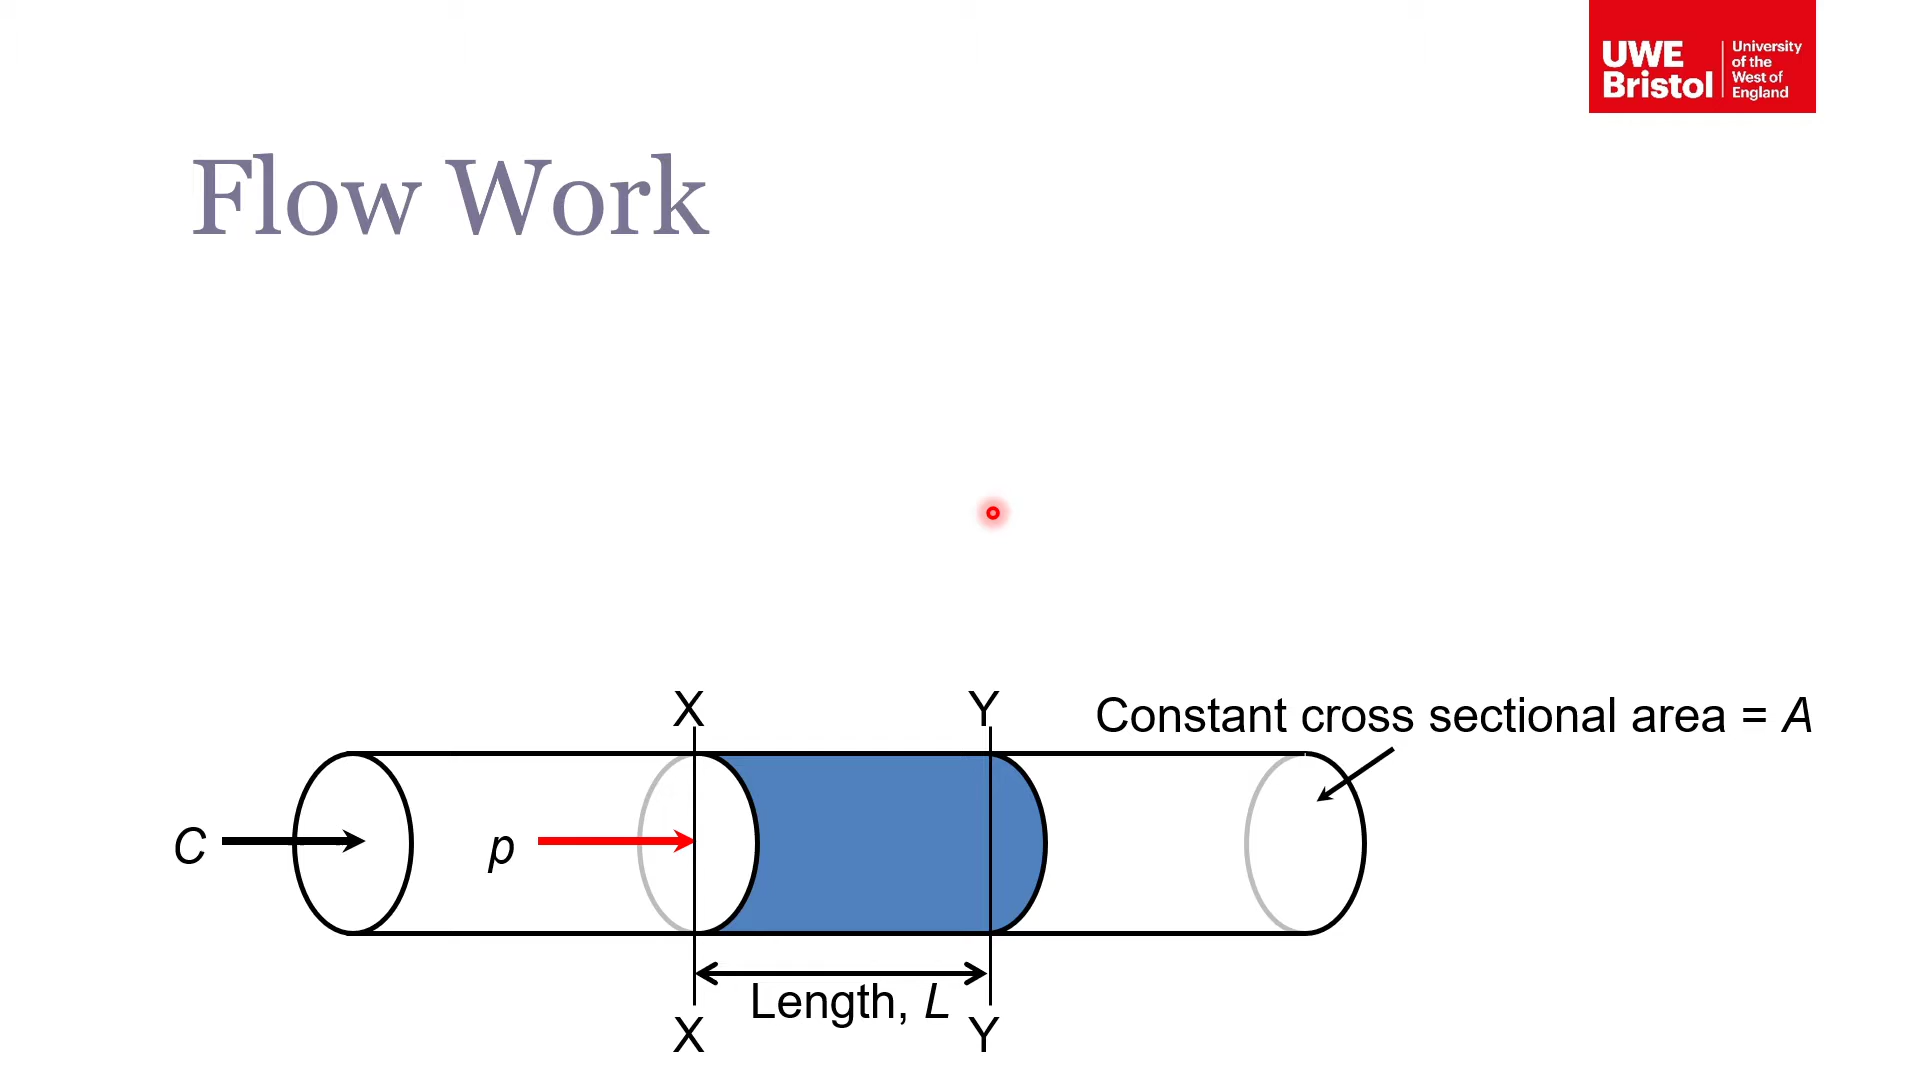 UWE
Bristol
University
of the
West of
England
Flow Work
X
Y
Constant cross sectional area = A
C
p
Length, L
X
Y